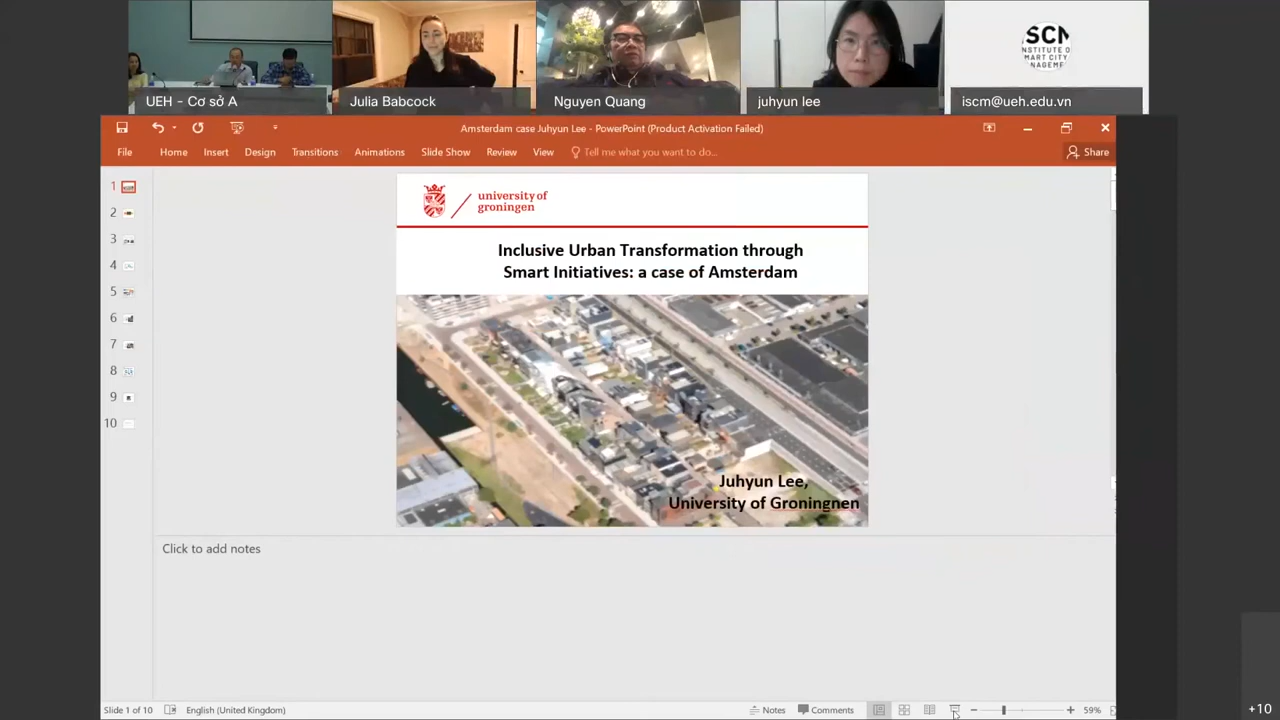 SCM
INSTITUTE O
MART CITY
NAGEME
UEH - Cơ sở A
Julia Babcock
Nguyen Quang
juhyun lee
iscm@ueh.edu.vn
Amsterdam case Juhyun Lee - PowerPoint (Product Activation Failed)
File Home Insert Design Transitions Animations Slide Show Review View Tell me what you want to do... Share
1
2
3
4
5
6
7
8
9
10
university of
groningen
Inclusive Urban Transformation through
Smart Initiatives: a case of Amsterdam
Juhyun Lee,
University of Groningnen
Click to add notes
Slide 1 of 10 English (United Kingdom) Notes Comments 59%
+10